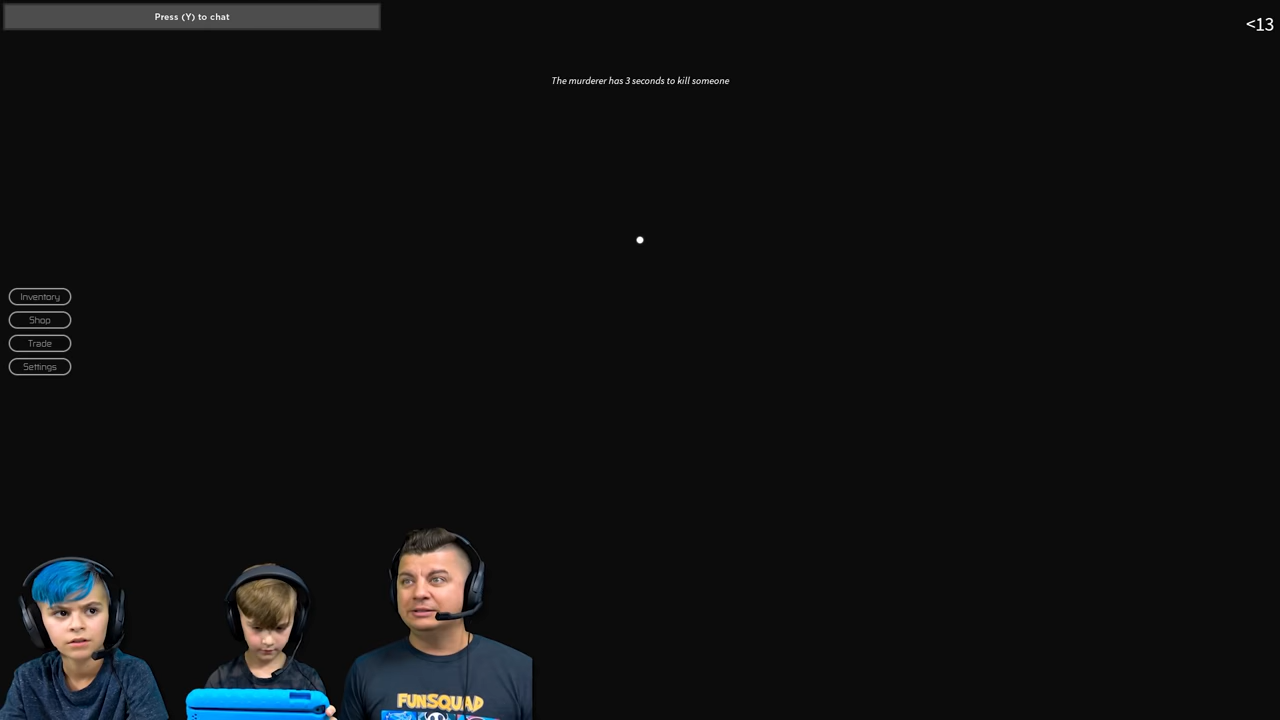 Press (Y) to chat
<13
The murderer has 3 seconds to kill someone
Inventory
Shop
Trade
Settings
FUNSQUAD